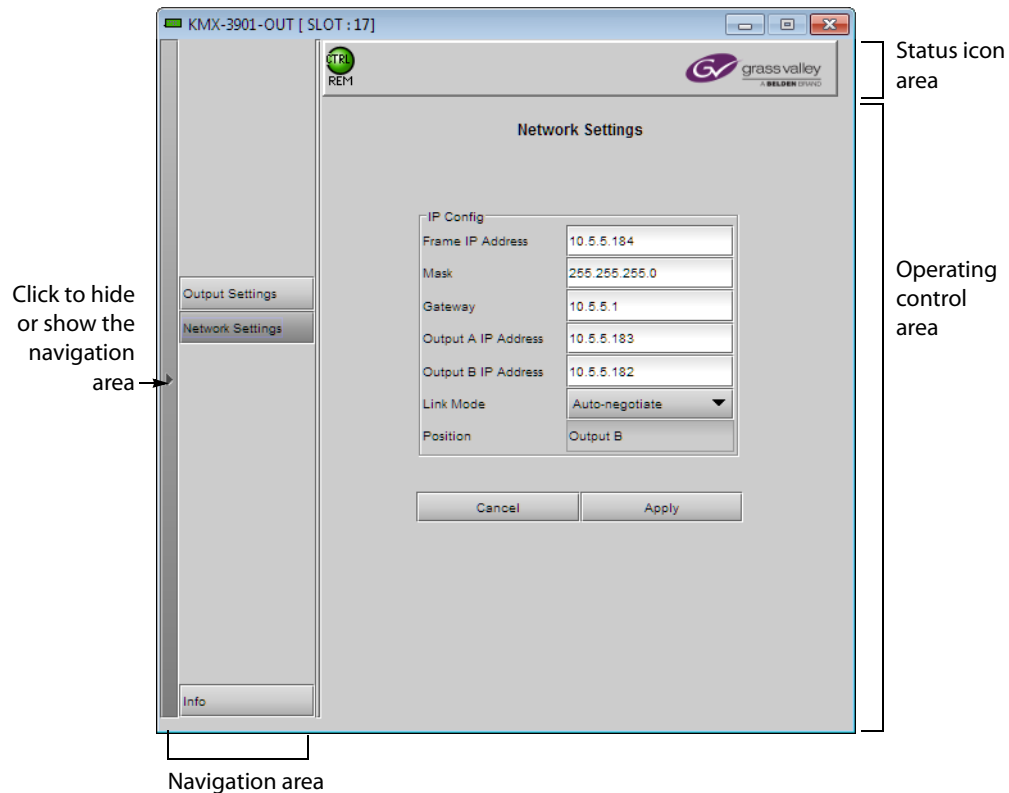 KMX-3901-OUT [ SLOT : 17]
CTRL
REM
GV
grass valley
A BELDEN BRAND
Status icon
area
Network Settings
IP Config
Frame IP Address 10.5.5.184
Mask 255.255.255.0
Gateway 10.5.5.1
Output A IP Address 10.5.5.183
Output B IP Address 10.5.5.182
Link Mode Auto-negotiate
Position Output B
Cancel Apply
Output Settings
Network Settings
Info
Click to hide
or show the
navigation
area
Operating
control
area
Navigation area